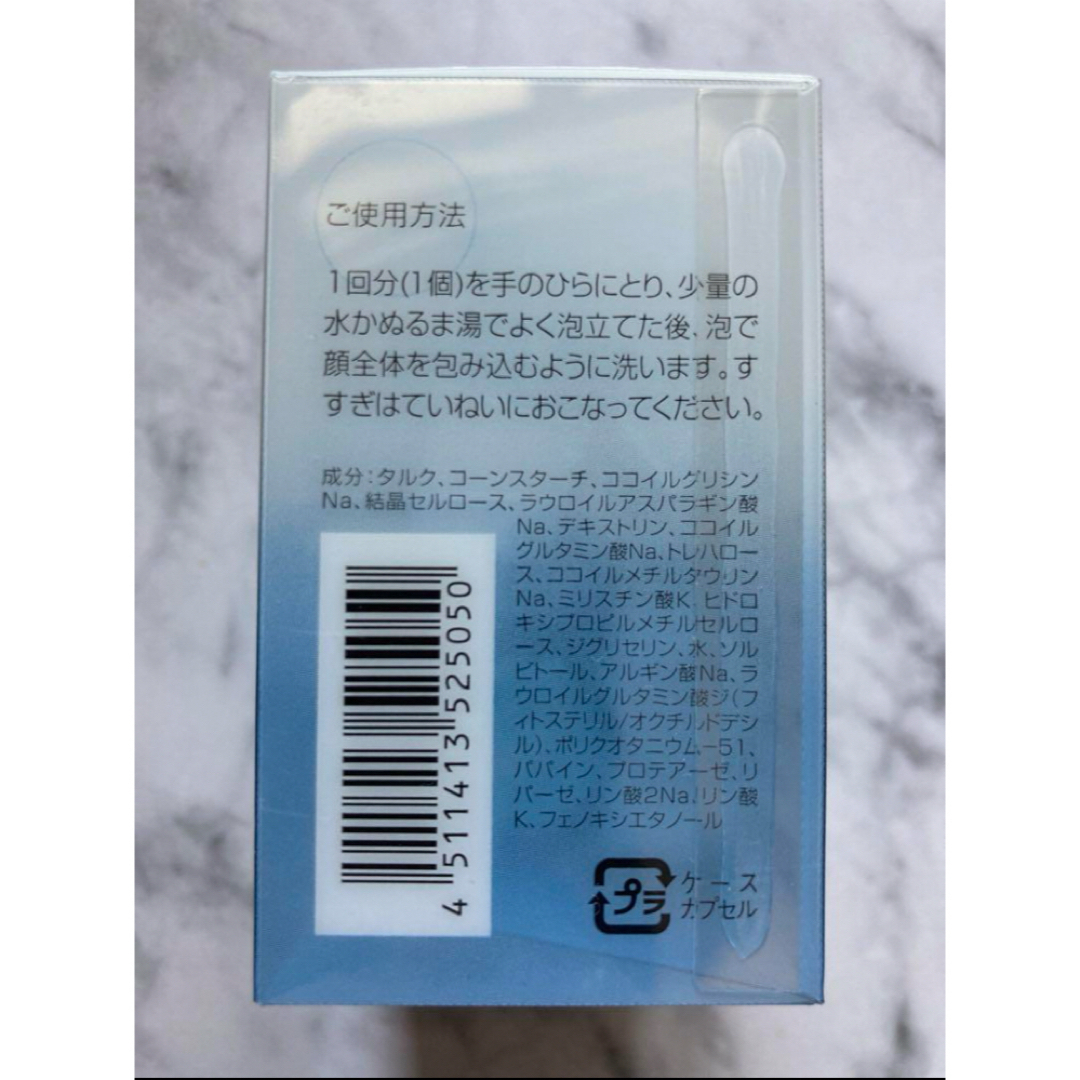 ご使用方法
1回分(1個)を手のひらにとり、少量の
水かぬるま湯でよく泡立てた後、泡で
顔全体を包み込むように洗います。す
すぎはていねいにおこなってください。
成分：タルク、コーンスターチ、ココイルグリシン
Na、結晶セルロース、ラウロイルアスパラギン酸
Na、デキストリン、ココイル
グルタミン酸Na、トレハロー
ス、ココイルメチルタウリン
Na、ミリスチン酸K、ヒドロ
キシプロピルメチルセルロ
ース、ジグリセリン、水、ソル
ビトール、アルギン酸Na、ラ
ウロイルグルタミン酸ジ(フ
ィトステリル/オクチルドデシ
ル)、ポリクオタニウム-51、
パパイン、プロテアーゼ、リ
パーゼ、リン酸2Na、リン酸
K、フェノキシエタノール
4511413525050
プラ
ケース
カプセル